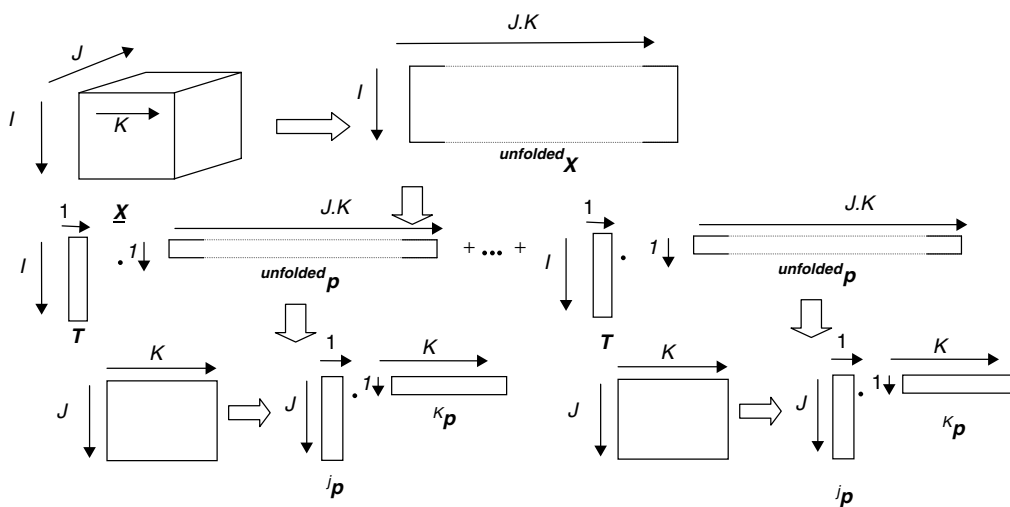 J J.K
I K I
unfolded X
X
1 J.K 1 J.K
I . 1 + ... + I . 1
unfolded p unfolded p
T T
K 1 K K 1 K
J J . 1 J J . 1
K p K p
j p j p